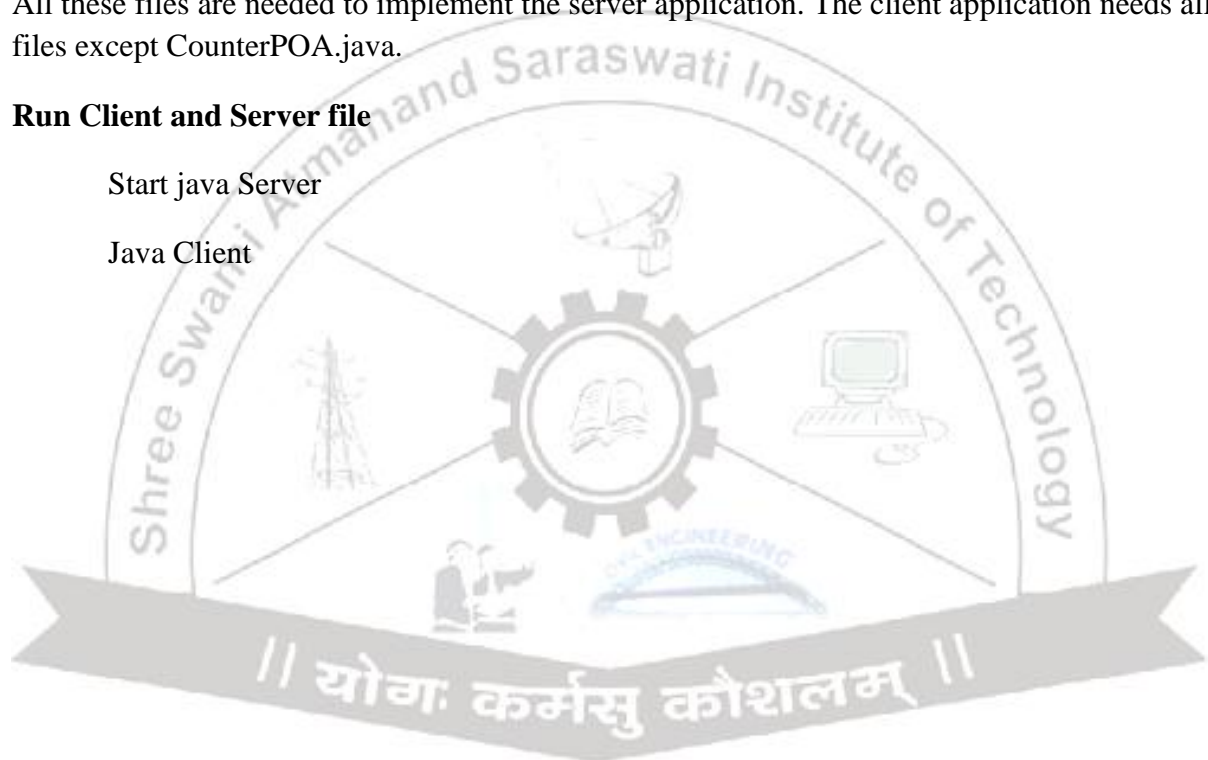 All these files are needed to implement the server application. The client application needs all
files except CounterPOA.java.
Run Client and Server file
Start java Server
Java Client
Shree Swami Atmanand Saraswati Institute of Technology
CIVIL ENGINEERING
|| योगः कर्मसु कौशलम् ||